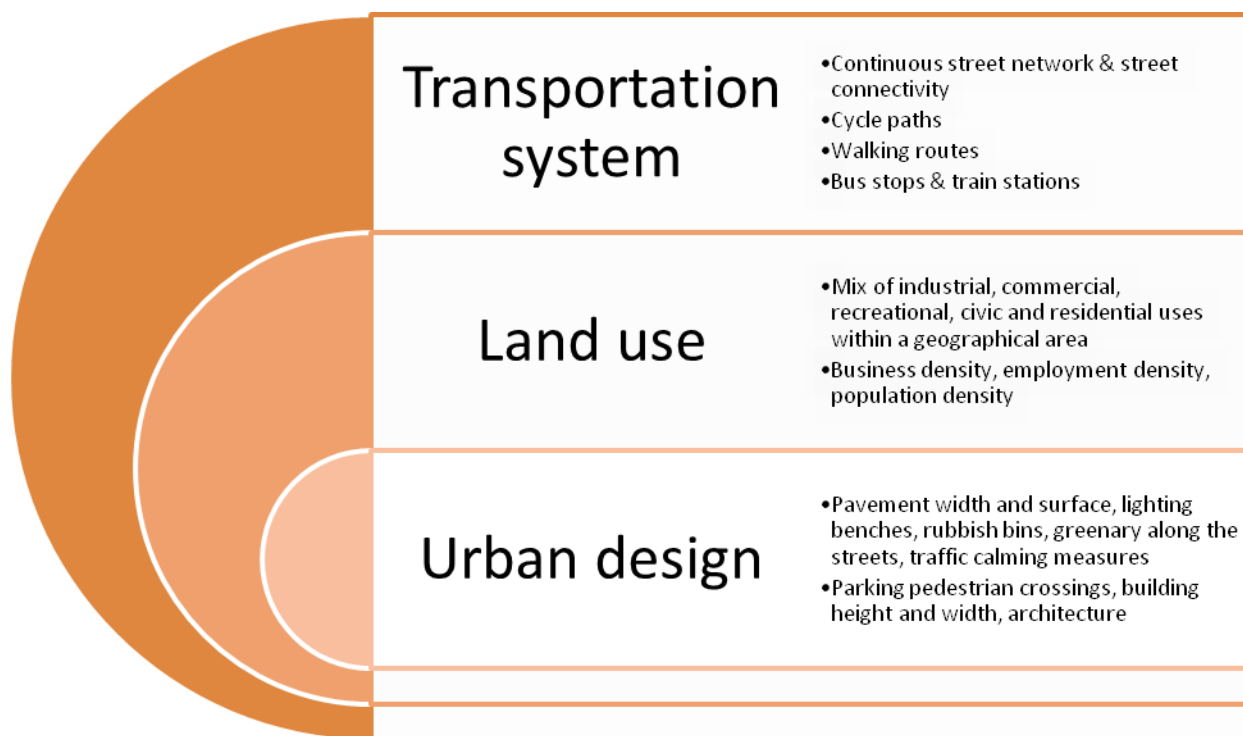 Transportation
system
•Continuous street network & street
connectivity
•Cycle paths
•Walking routes
•Bus stops & train stations
Land use
•Mix of industrial, commercial,
recreational, civic and residential uses
within a geographical area
•Business density, employment density,
population density
Urban design
•Pavement width and surface, lighting
benches, rubbish bins, greenary along the
streets, traffic calming measures
•Parking pedestrian crossings, building
height and width, architecture